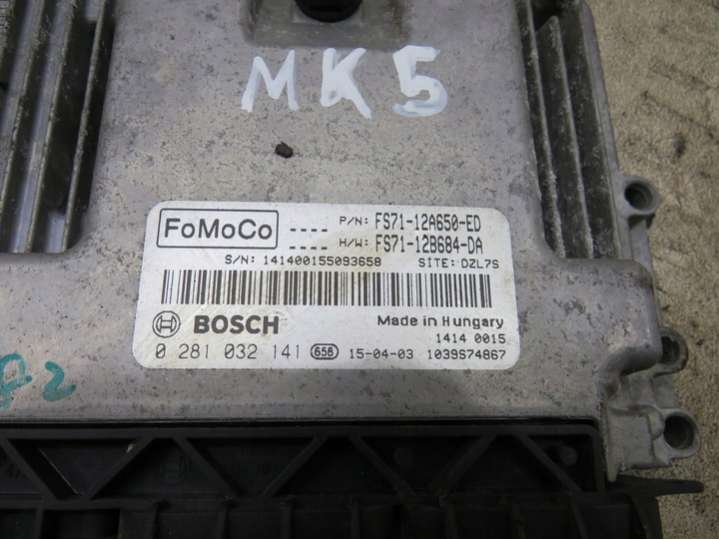 MK5
FoMoCo
---- P/N: FS71-12A650-ED
---- H/W: FS71-12B684-DA
S/N: 141400155093658 SITE: DZL7S
BOSCH Made in Hungary
1414 0015
0 281 032 141 658 15-04-03 1039S74867